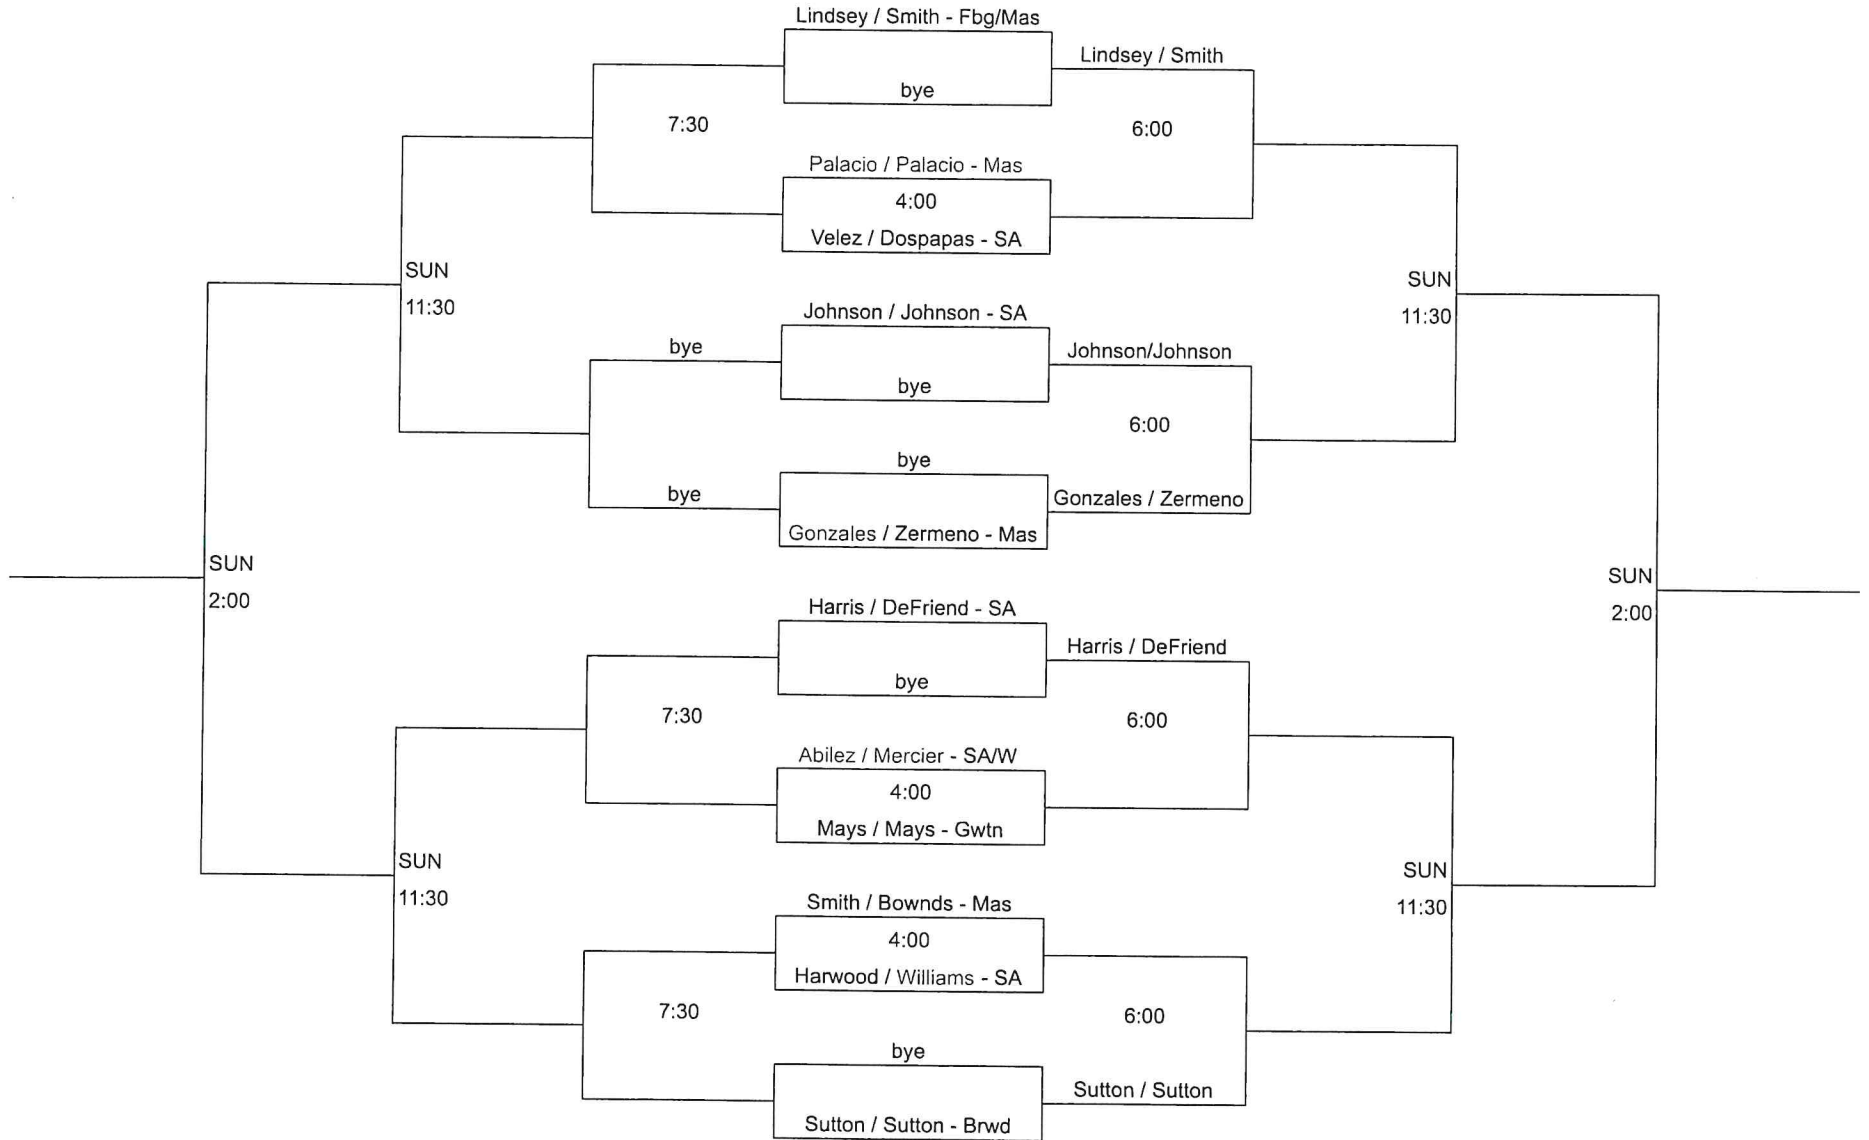 Lindsey / Smith - Fbg/Mas
Lindsey / Smith
bye
7:30
6:00
Palacio / Palacio - Mas
4:00
Velez / Dospapas - SA
SUN
11:30
SUN
11:30
Johnson / Johnson - SA
bye
Johnson/Johnson
bye
6:00
bye
bye
Gonzales / Zermeno
Gonzales / Zermeno - Mas
SUN
2:00
SUN
2:00
Harris / DeFriend - SA
Harris / DeFriend
bye
7:30
6:00
Abilez / Mercier - SA/W
4:00
Mays / Mays - Gwtn
SUN
11:30
SUN
11:30
Smith / Bownds - Mas
4:00
Harwood / Williams - SA
7:30
6:00
bye
Sutton / Sutton
Sutton / Sutton - Brwd